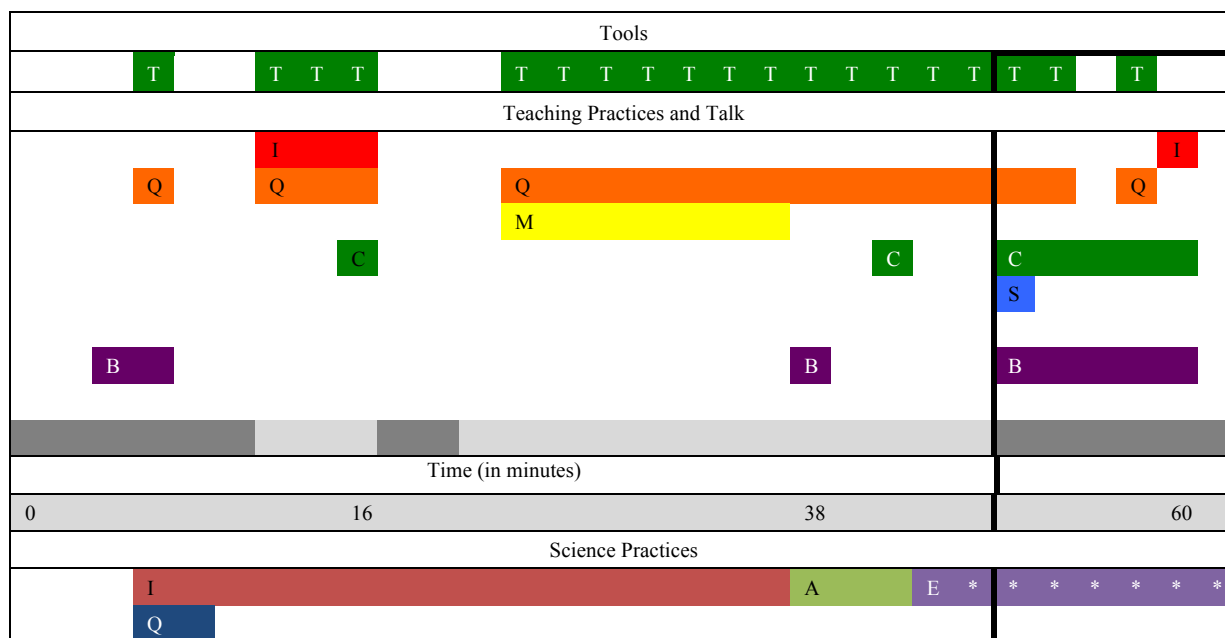 Tools
T T T T T T T T T T T T T T T T T T T
Teaching Practices and Talk
I I
Q Q Q Q
M
C C C
S
B B B
Time (in minutes)
0 16 38 60
Science Practices
I A E * * * * * * *
Q